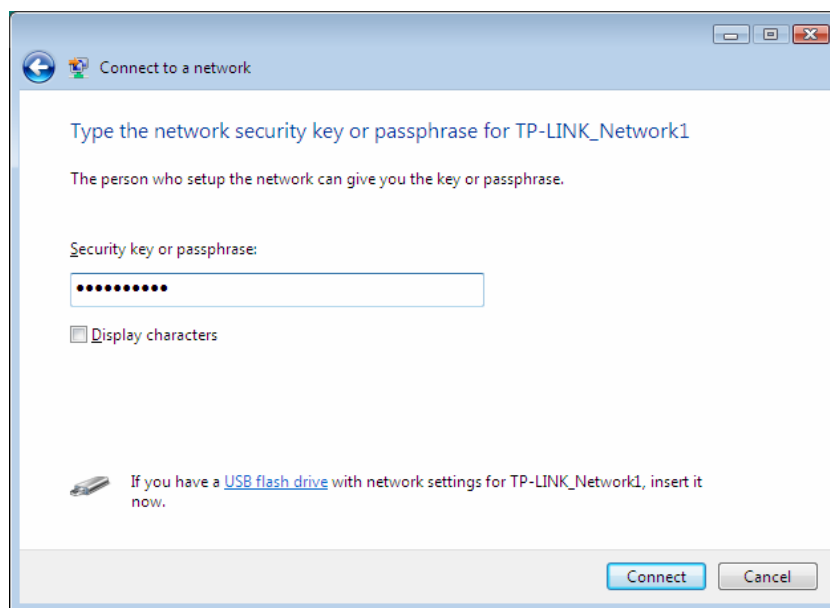 Connect to a network
Type the network security key or passphrase for TP-LINK_Network1
The person who setup the network can give you the key or passphrase.
Security key or passphrase:
••••••••••
Display characters
If you have a USB flash drive with network settings for TP-LINK_Network1, insert it
now.
Connect Cancel